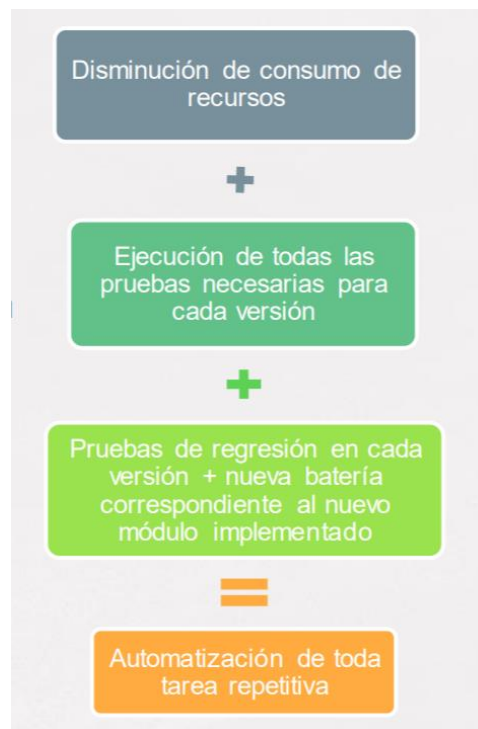 Disminución de consumo de
recursos
+
Ejecución de todas las
pruebas necesarias para
cada versión
+
Pruebas de regresión en cada
versión + nueva batería
correspondiente al nuevo
módulo implementado
=
Automatización de toda
tarea repetitiva